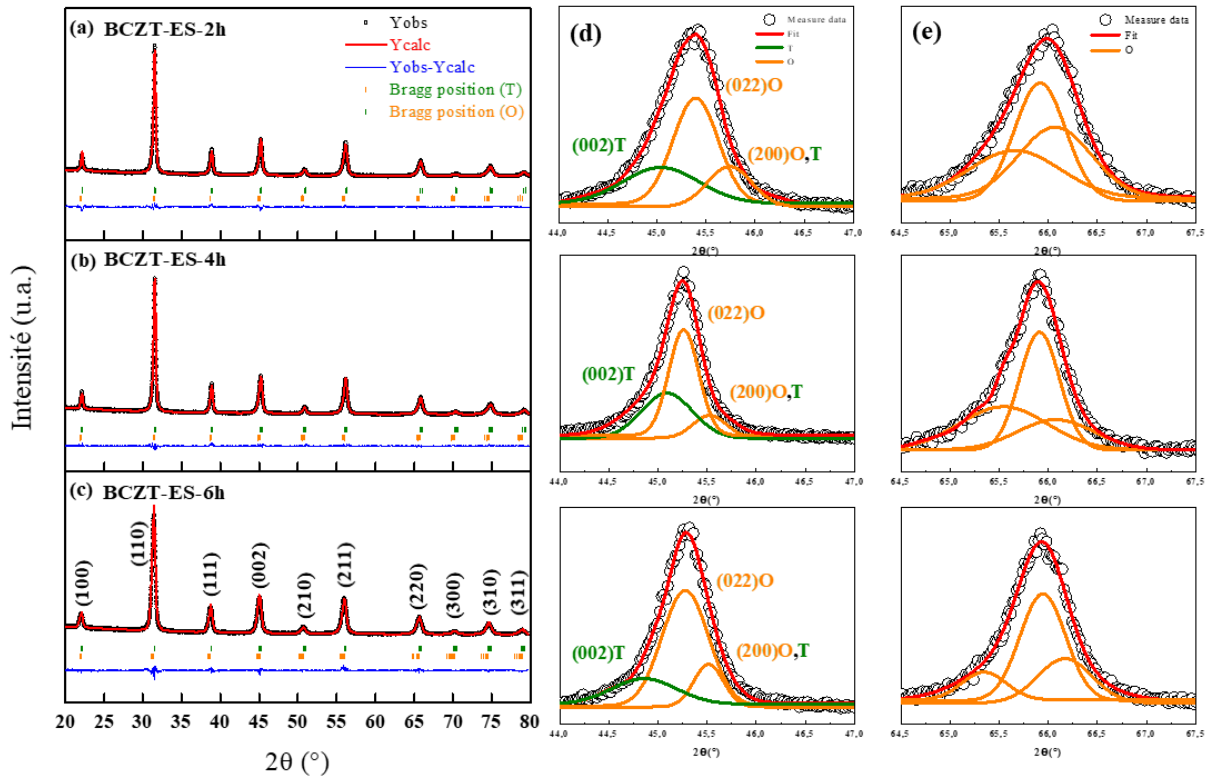 (a) BCZT-ES-2h
Yobs
Ycalc
Yobs-Ycalc
Bragg position (T)
Bragg position (O)
(b) BCZT-ES-4h
(c) BCZT-ES-6h
(100)
(110)
(111)
(002)
(210)
(211)
(220)
(300)
(310)
(311)
20 25 30 35 40 45 50 55 60 65 70 75 80
2θ (°)
Intensité (u.a.)
(d)
Measure data
Fit
T
O
(022)O
(002)T
(200)O,T
44,0 44,5 45,0 45,5 46,0 46,5 47,0
2θ(°)
(022)O
(002)T
(200)O,T
44,0 44,5 45,0 45,5 46,0 46,5 47,0
2θ(°)
(022)O
(002)T
(200)O,T
44,0 44,5 45,0 45,5 46,0 46,5 47,0
2θ(°)
(e)
Measure data
Fit
O
64,5 65,0 65,5 66,0 66,5 67,0 67,5
2θ(°)
64,5 65,0 65,5 66,0 66,5 67,0 67,5
2θ(°)
64,5 65,0 65,5 66,0 66,5 67,0 67,5
2θ(°)